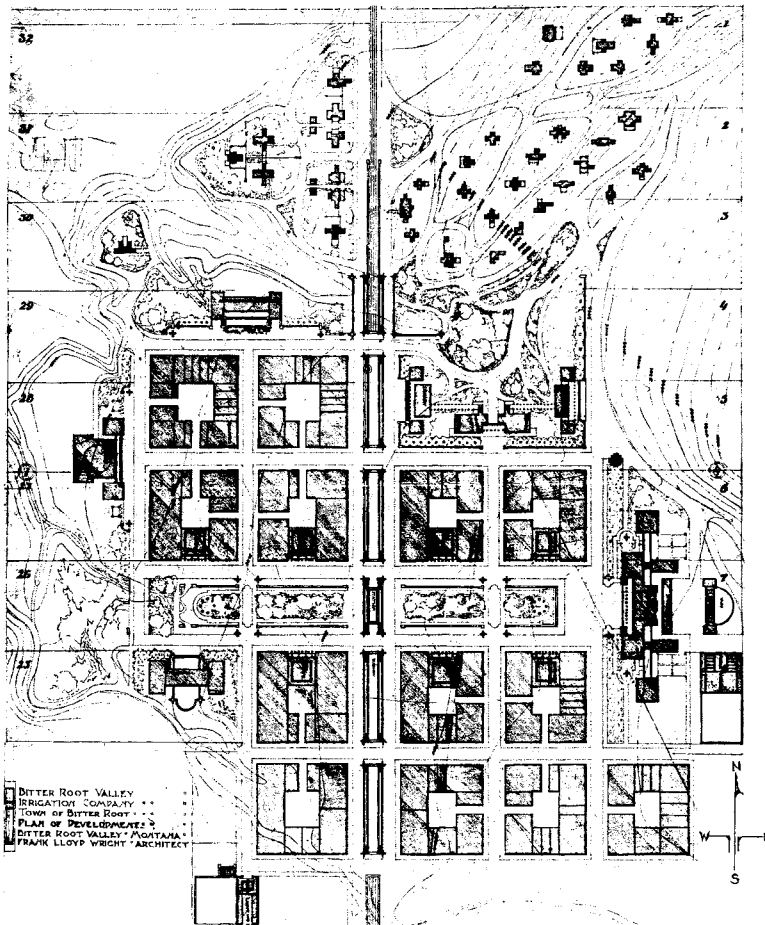 32
1
31
2
30
3
29
4
28
5
6
26
7
25
BITTER ROOT VALLEY
IRRIGATION COMPANY
TOWN OF BITTER ROOT
PLAN OF DEVELOPMENT
BITTER ROOT VALLEY · MONTANA
FRANK LLOYD WRIGHT · ARCHITECT
N
W
S